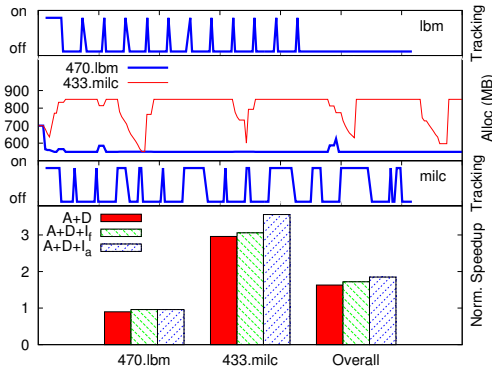 on
off
lbm
Tracking
470.lbm
433.milc
900
800
700
600
Alloc (MB)
on
off
milc
Tracking
A+D
A+D+I_f
A+D+I_a
3
2
1
0
Norm. Speedup
470.lbm 433.milc Overall